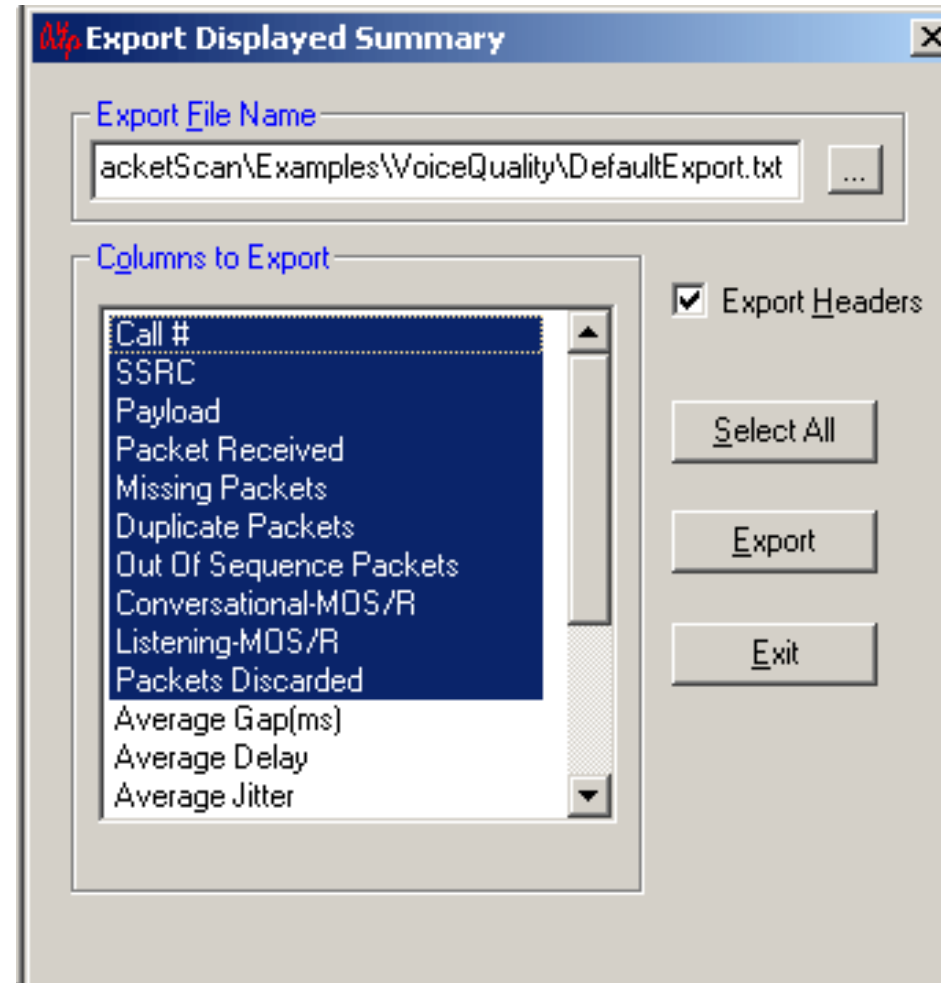 Export Displayed Summary
Export File Name
acketScan\Examples\VoiceQuality\DefaultExport.txt
...
Columns to Export
Call #
SSRC
Payload
Packet Received
Missing Packets
Duplicate Packets
Out Of Sequence Packets
Conversational-MOS/R
Listening-MOS/R
Packets Discarded
Average Gap(ms)
Average Delay
Average Jitter
Export Headers
Select All
Export
Exit